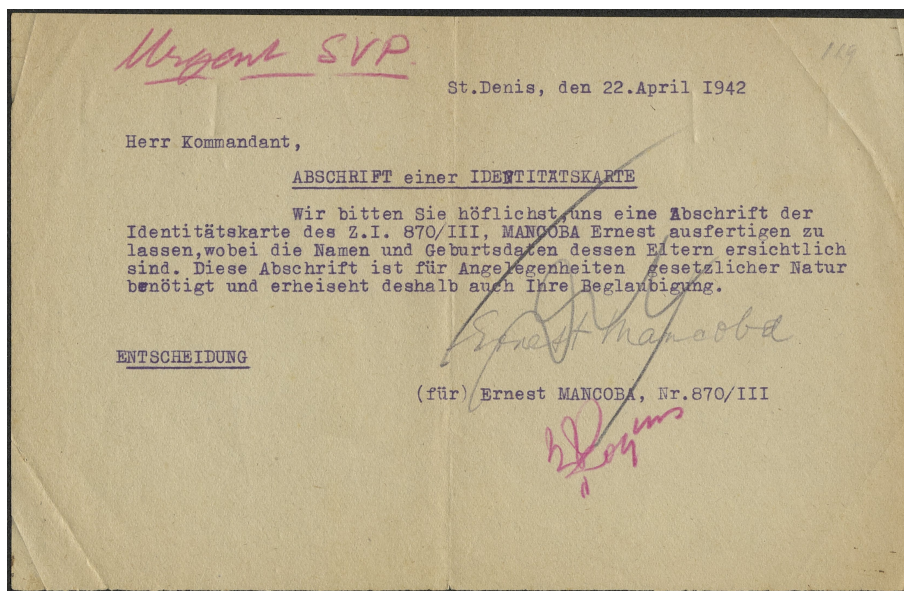 Urgent SVP.
129
St.Denis, den 22.April I942
Herr Kommandant,
ABSCHRIFT einer IDENTITÄTSKARTE
Wir bitten Sie höflichst,uns eine Abschrift der
Identitätskarte des Z.I. 870/III, MANCOBA Ernest ausfertigen zu
lassen,wobei die Namen und Geburtsdaten dessen Eltern ersichtlich
sind. Diese Abschrift ist für Angelegenheiten gesetzlicher Natur
benötigt und erheiseht deshalb auch Ihre Beglaubigung.
Ernest Mancoba
ENTSCHEIDUNG
(für) Ernest MANCOBA, Nr.870/III